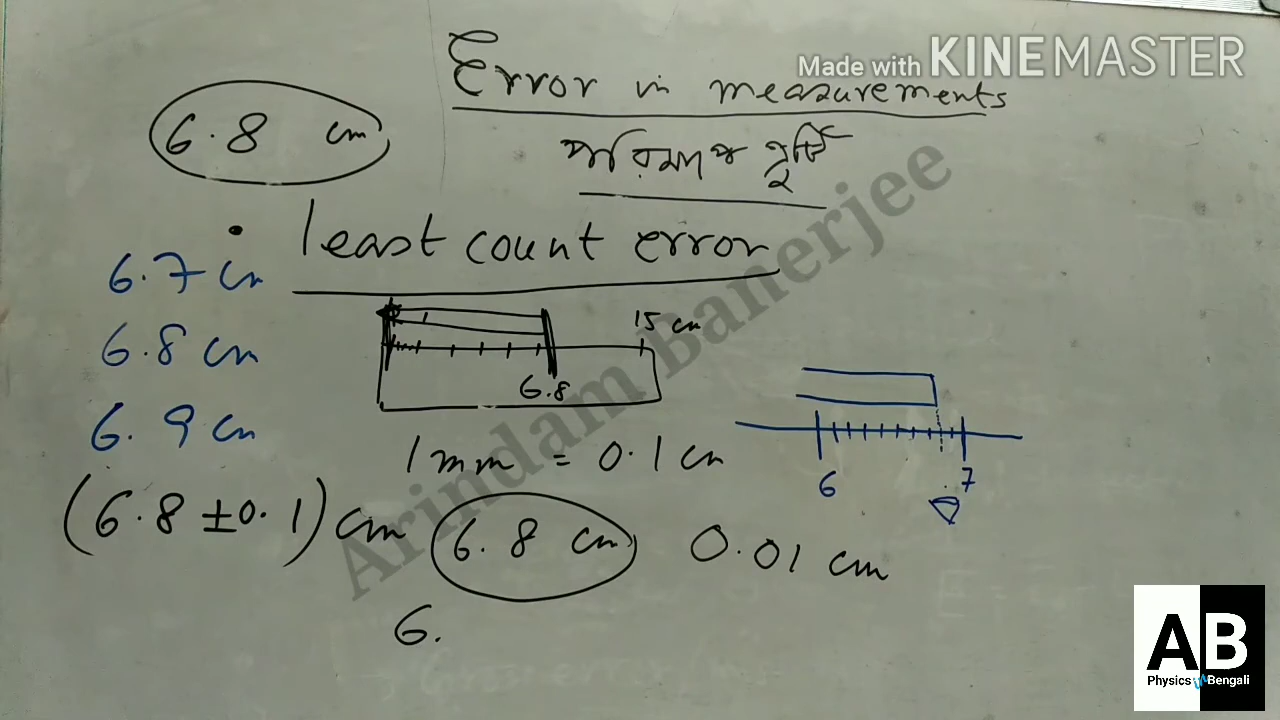 Made with KINEMASTER
Error in measurements
6.8 cm
পরিমাপে ত্রুটি
• least count error
6.7 cm
6.8 cm
6.9 cm
15 cm
6.8
1 mm = 0.1 cm
6 7
(6.8 ± 0.1) cm
6.8 cm 0.01 cm
6.
Arindam Banerjee
AB
Physics in Bengali